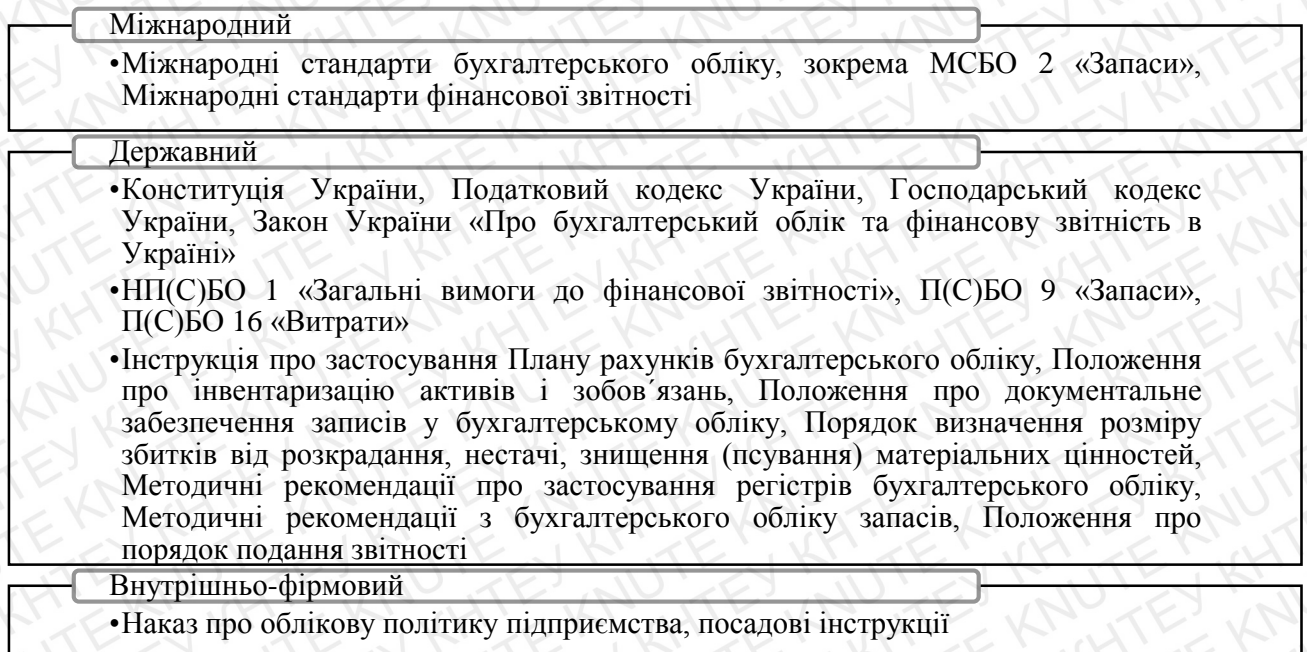 Міжнародний
•Міжнародні стандарти бухгалтерського обліку, зокрема МСБО 2 «Запаси»,
Міжнародні стандарти фінансової звітності
Державний
•Конституція України, Податковий кодекс України, Господарський кодекс
України, Закон України «Про бухгалтерський облік та фінансову звітність в
Україні»
•НП(С)БО 1 «Загальні вимоги до фінансової звітності», П(С)БО 9 «Запаси»,
П(С)БО 16 «Витрати»
•Інструкція про застосування Плану рахунків бухгалтерського обліку, Положення
про інвентаризацію активів і зобов´язань, Положення про документальне
забезпечення записів у бухгалтерському обліку, Порядок визначення розміру
збитків від розкрадання, нестачі, знищення (псування) матеріальних цінностей,
Методичні рекомендації про застосування регістрів бухгалтерського обліку,
Методичні рекомендації з бухгалтерського обліку запасів, Положення про
порядок подання звітності
Внутрішньо-фірмовий
•Наказ про облікову політику підприємства, посадові інструкції